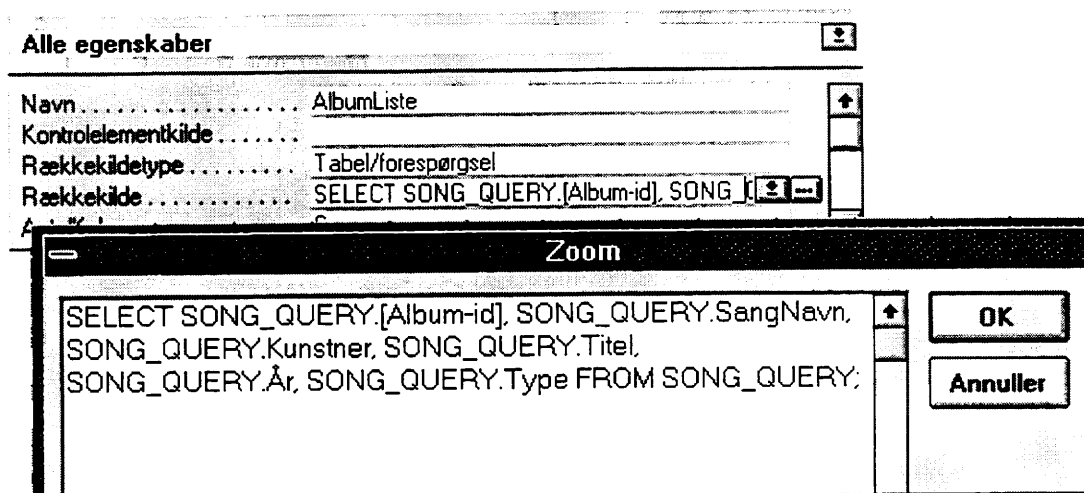 Alle egenskaber
Navn.................. AlbumListe
Kontrolelementkilde.......
Rækkekildetype......... Tabel/forespørgsel
Rækkekilde............ SELECT SONG_QUERY.[Album-id], SONG_
Zoom
SELECT SONG_QUERY.[Album-id], SONG_QUERY.SangNavn,
SONG_QUERY.Kunstner, SONG_QUERY.Titel,
SONG_QUERY.År, SONG_QUERY.Type FROM SONG_QUERY;
OK
Annuller